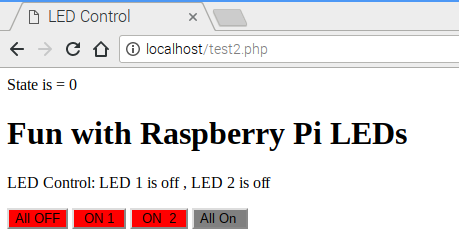 LED Control
localhost/test2.php
State is = 0
Fun with Raspberry Pi LEDs
LED Control: LED 1 is off , LED 2 is off
All OFF ON 1 ON 2 All On